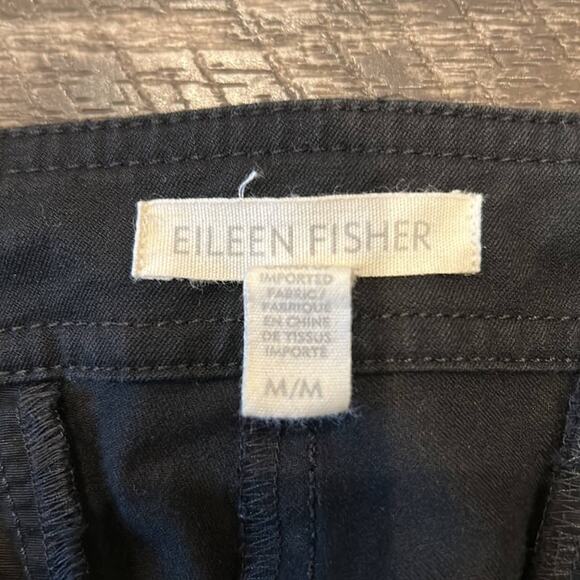 EILEEN FISHER
IMPORTED
FABRIC/
FABRIQUE
EN CHINE
DE TISSUS
IMPORTÉ
M/M